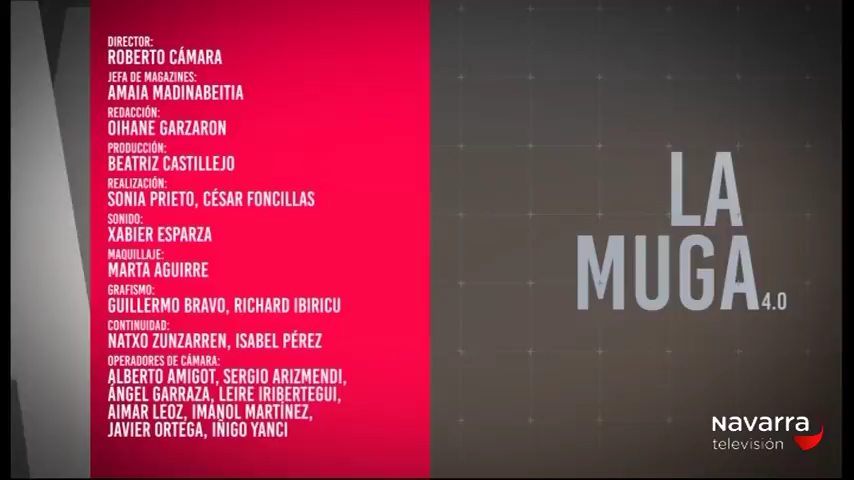 DIRECTOR:
ROBERTO CÁMARA
JEFA DE MAGAZINES:
AMAIA MADINABEITIA
REDACCIÓN:
OIHANE GARZARON
PRODUCCIÓN:
BEATRIZ CASTILLEJO
REALIZACIÓN:
SONIA PRIETO, CÉSAR FONCILLAS
SONIDO:
XABIER ESPARZA
MAQUILLAJE:
MARTA AGUIRRE
GRAFISMO:
GUILLERMO BRAVO, RICHARD IBIRICU
CONTINUIDAD:
NATXO ZUNZARREN, ISABEL PÉREZ
OPERADORES DE CÁMARA:
ALBERTO AMIGOT, SERGIO ARIZMENDI,
ÁNGEL GARRAZA, LEIRE IRIBERTEGUI,
AIMAR LEOZ, IMANOL MARTÍNEZ,
JAVIER ORTEGA, IÑIGO YANCI
LA
MUGA 4.0
Navarra
televisión